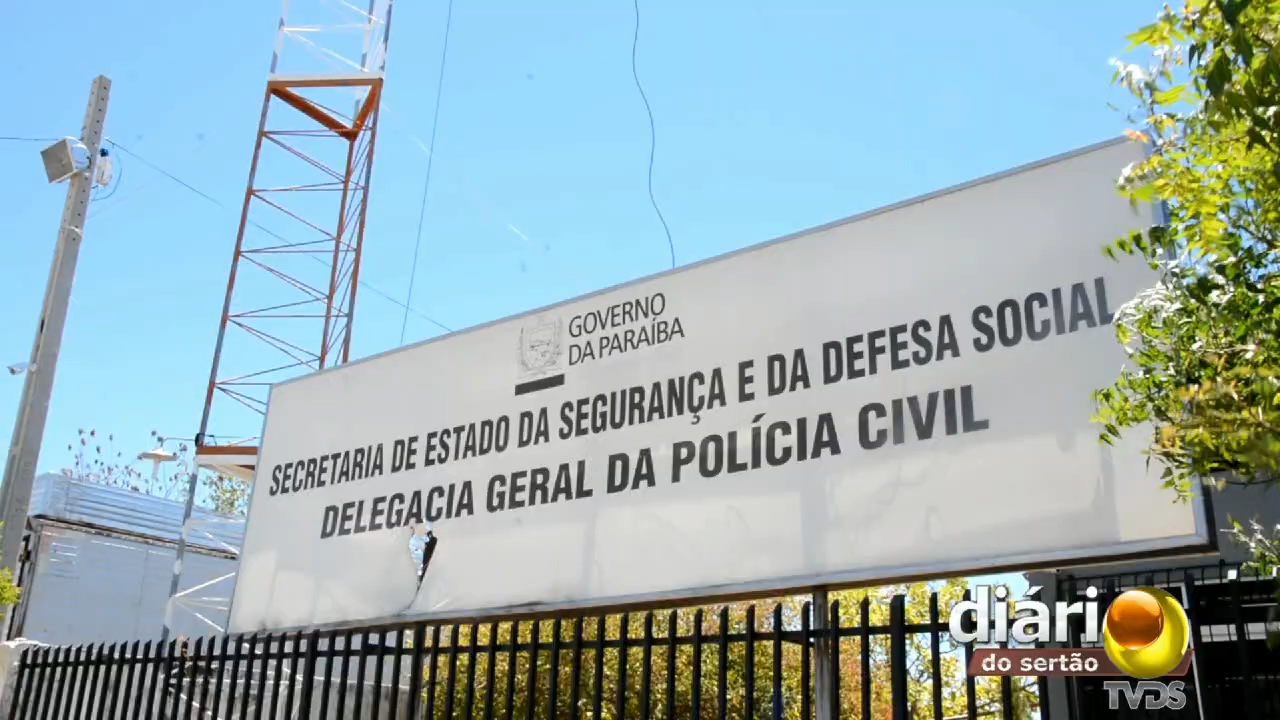 GOVERNO
DA PARAÍBA
SECRETARIA DE ESTADO DA SEGURANÇA E DA DEFESA SOCIAL
DELEGACIA GERAL DA POLÍCIA CIVIL
diário
do sertão
TVDS